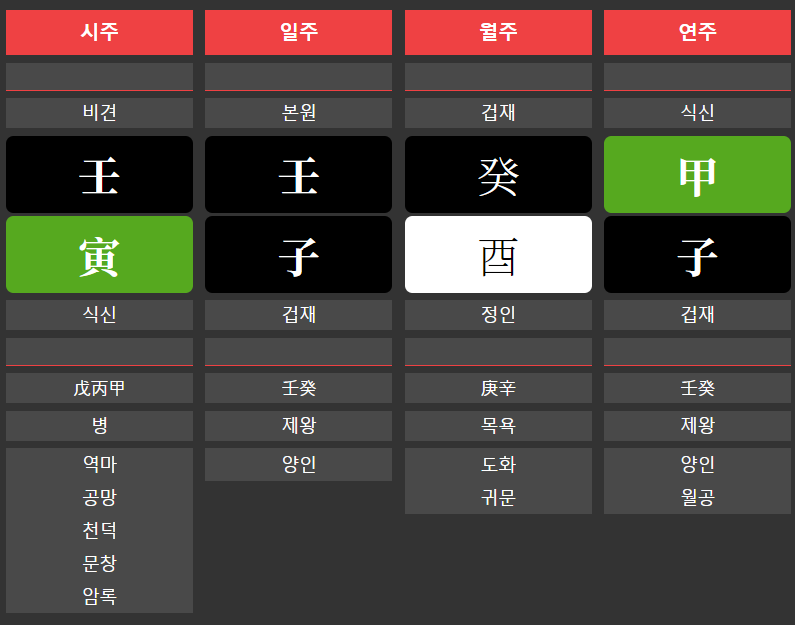 시주 일주 월주 연주
비견 본원 겁재 식신
壬 壬 癸 甲
寅 子 酉 子
식신 겁재 정인 겁재
戊丙甲 壬癸 庚辛 壬癸
병 제왕 목욕 제왕
역마 양인 도화 양인
공망 귀문 월공
천덕
문창
암록